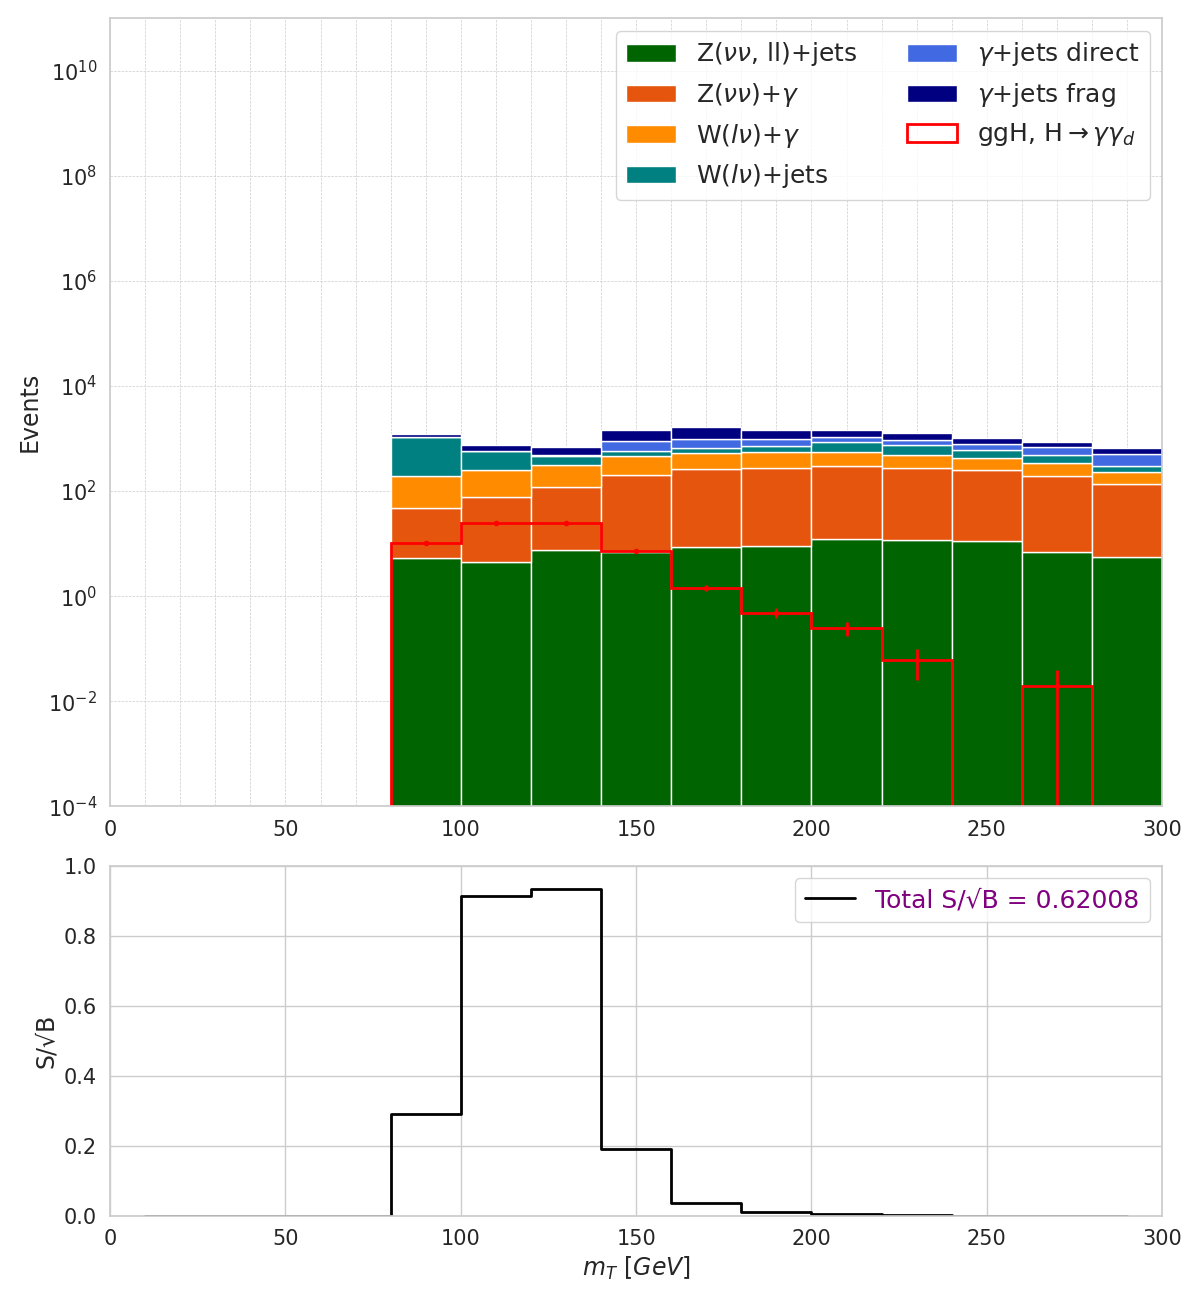 Z(νν, ll)+jets
Z(νν)+γ
W(lν)+γ
W(lν)+jets
γ+jets direct
γ+jets frag
ggH, H→γγ_d
Events
10^10
10^8
10^6
10^4
10^2
10^0
10^−2
10^−4
0 50 100 150 200 250 300
Total S/√B = 0.62008
S/√B
1.0
0.8
0.6
0.4
0.2
0.0
0 50 100 150 200 250 300
m_T [GeV]